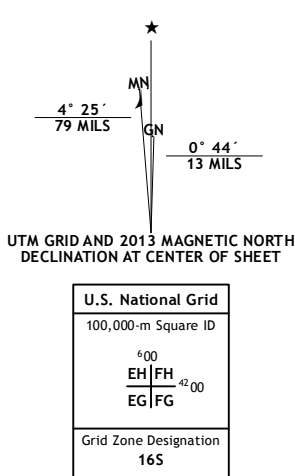 ★
MN
4° 25´
79 MILS
GN
0° 44´
13 MILS
UTM GRID AND 2013 MAGNETIC NORTH
DECLINATION AT CENTER OF SHEET
U.S. National Grid
100,000-m Square ID
⁶00
EH FH
⁴²00
EG FG
Grid Zone Designation
16S